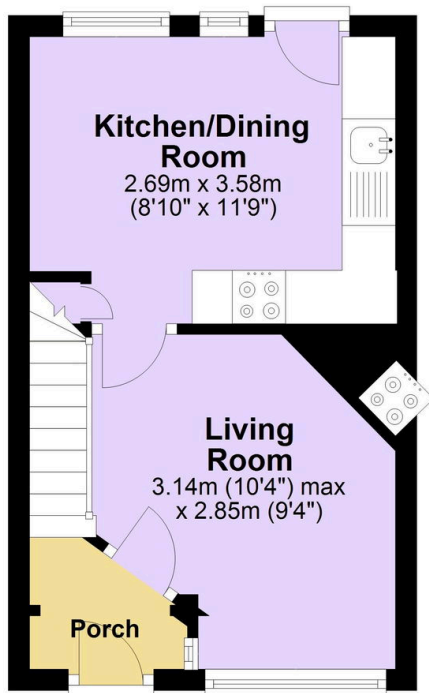 Kitchen/Dining
Room
2.69m x 3.58m
(8'10" x 11'9")
Living
Room
3.14m (10'4") max
x 2.85m (9'4")
Porch